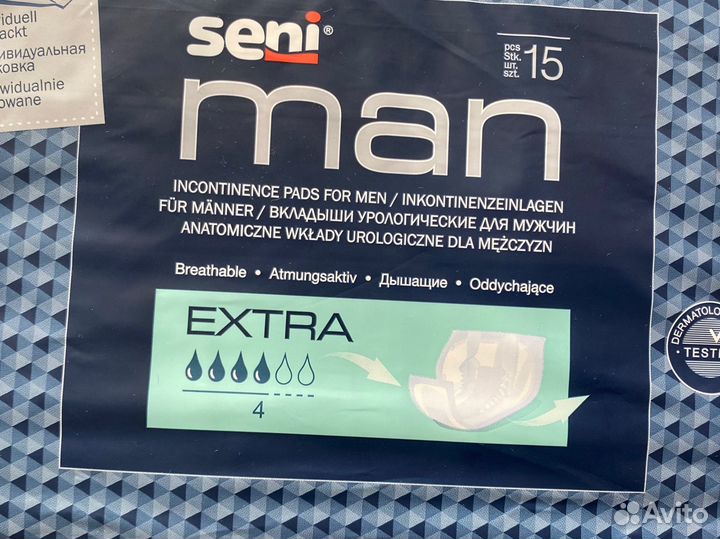 seni®
pcs
Stk.
шт.
szt.
15
man
INCONTINENCE PADS FOR MEN / INKONTINENZEINLAGEN
FÜR MÄNNER / ВКЛАДЫШИ УРОЛОГИЧЕСКИЕ ДЛЯ МУЖЧИН
ANATOMICZNE WKŁADY UROLOGICZNE DLA MĘŻCZYZN
Breathable • Atmungsaktiv • Дышащие • Oddychające
EXTRA
4
Avito